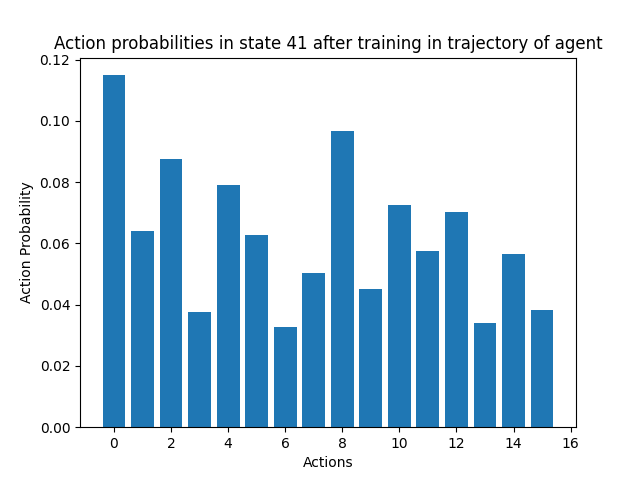 Action probabilities in state 41 after training in trajectory of agent
0.12
0.10
0.08
0.06
0.04
0.02
0.00
Action Probability
0 2 4 6 8 10 12 14 16
Actions